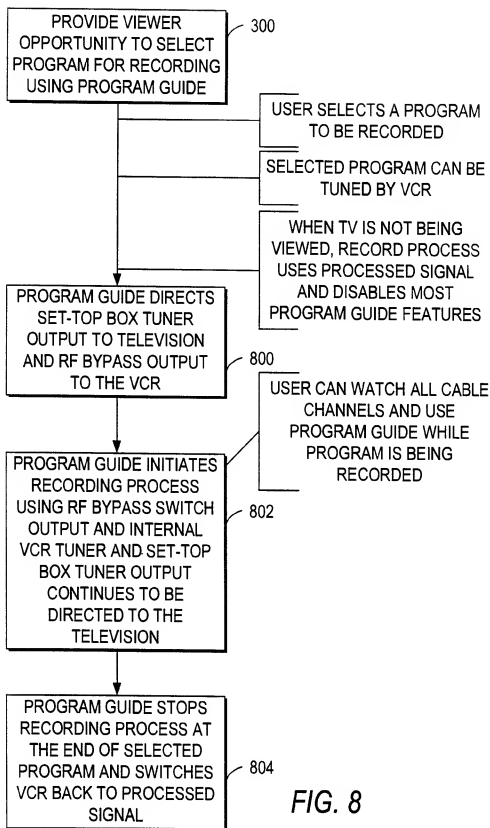 PROVIDE VIEWER
OPPORTUNITY TO SELECT
PROGRAM FOR RECORDING
USING PROGRAM GUIDE
300
USER SELECTS A PROGRAM
TO BE RECORDED
SELECTED PROGRAM CAN BE
TUNED BY VCR
WHEN TV IS NOT BEING
VIEWED, RECORD PROCESS
USES PROCESSED SIGNAL
AND DISABLES MOST
PROGRAM GUIDE FEATURES
PROGRAM GUIDE DIRECTS
SET-TOP BOX TUNER
OUTPUT TO TELEVISION
AND RF BYPASS OUTPUT
TO THE VCR
800
USER CAN WATCH ALL CABLE
CHANNELS AND USE
PROGRAM GUIDE WHILE
PROGRAM IS BEING
RECORDED
PROGRAM GUIDE INITIATES
RECORDING PROCESS
USING RF BYPASS SWITCH
OUTPUT AND INTERNAL
VCR TUNER AND SET-TOP
BOX TUNER OUTPUT
CONTINUES TO BE
DIRECTED TO THE
TELEVISION
802
PROGRAM GUIDE STOPS
RECORDING PROCESS AT
THE END OF SELECTED
PROGRAM AND SWITCHES
VCR BACK TO PROCESSED
SIGNAL
804
FIG. 8